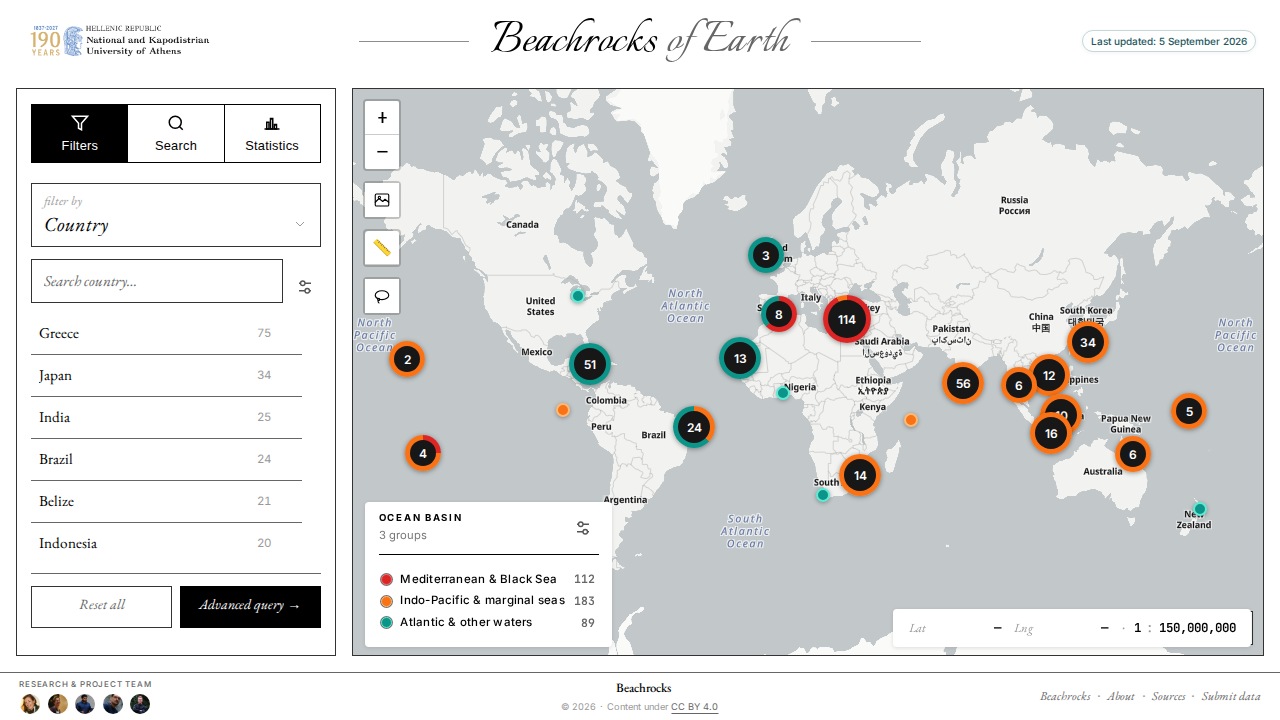 1837-2027
190
YEARS
HELLENIC REPUBLIC
National and Kapodistrian
University of Athens
Beachrocks of Earth
Last updated: 5 September 2026
Filters
Search
Statistics
filter by
Country
Search country...
Greece 75
Japan 34
India 25
Brazil 24
Belize 21
Indonesia 20
Reset all
Advanced query →
+
−
Russia
Россия
Canada
3
North
Atlantic
Ocean
Italy
United
States
8
114
South Korea
China
中国
North
Pacific
Ocean
North
Pacific
Ocean
Pakistan
پاکستان
34
Saudi Arabia
السعودية
Mexico
2
51
13
Nigeria
Ethiopia
ኢትዮጵያ
56
6
12
Colombia
Kenya
5
Peru
Brazil
24
16
Papua New
Guinea
4
6
14
Australia
South
Argentina
South
Atlantic
Ocean
New
Zealand
OCEAN BASIN
3 groups
Mediterranean & Black Sea 112
Indo-Pacific & marginal seas 183
Atlantic & other waters 89
Lat – Lng – · 1 : 150,000,000
RESEARCH & PROJECT TEAM
Beachrocks
© 2026 · Content under CC BY 4.0
Beachrocks · About · Sources · Submit data